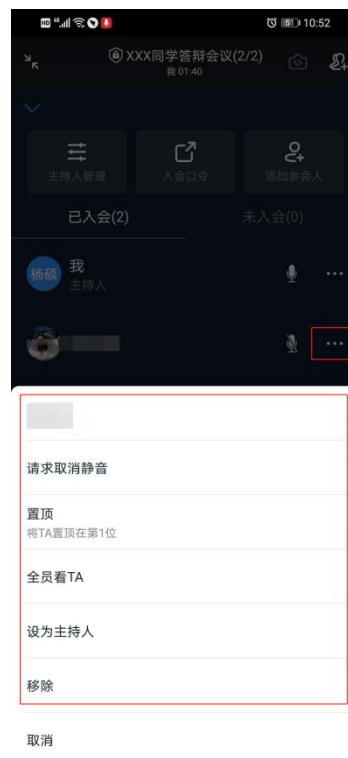 10:52
XXX同学答辩会议(2/2)
我 01:40
主持人管理
入会口令
添加参会人
已入会(2)
未入会(0)
杨硕
我
主持人
请求取消静音
置顶
将TA置顶在第1位
全员看TA
设为主持人
移除
取消